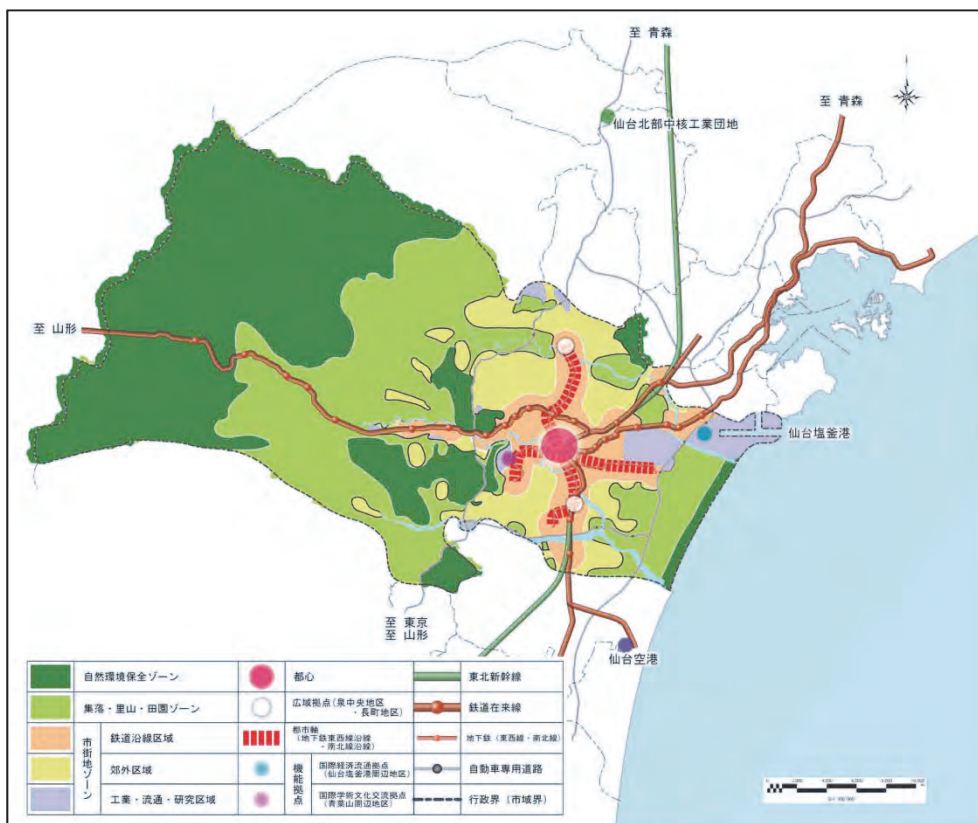 至 青森
至 青森
仙台北部中核工業団地
至 山形
仙台塩釜港
至 東京
至 山形
仙台空港
自然環境保全ゾーン
都心
東北新幹線
集落・里山・田園ゾーン
広域拠点(泉中央地区
・長町地区)
鉄道在来線
市街地ゾーン
鉄道沿線区域
都市軸
(地下鉄東西線沿線
・南北線沿線)
地下鉄(東西線・南北線)
郊外区域
機能拠点
国際経済流通拠点
(仙台塩釜港周辺地区)
自動車専用道路
工業・流通・研究区域
国際学術文化交流拠点
(青葉山周辺地区)
行政界(市域界)